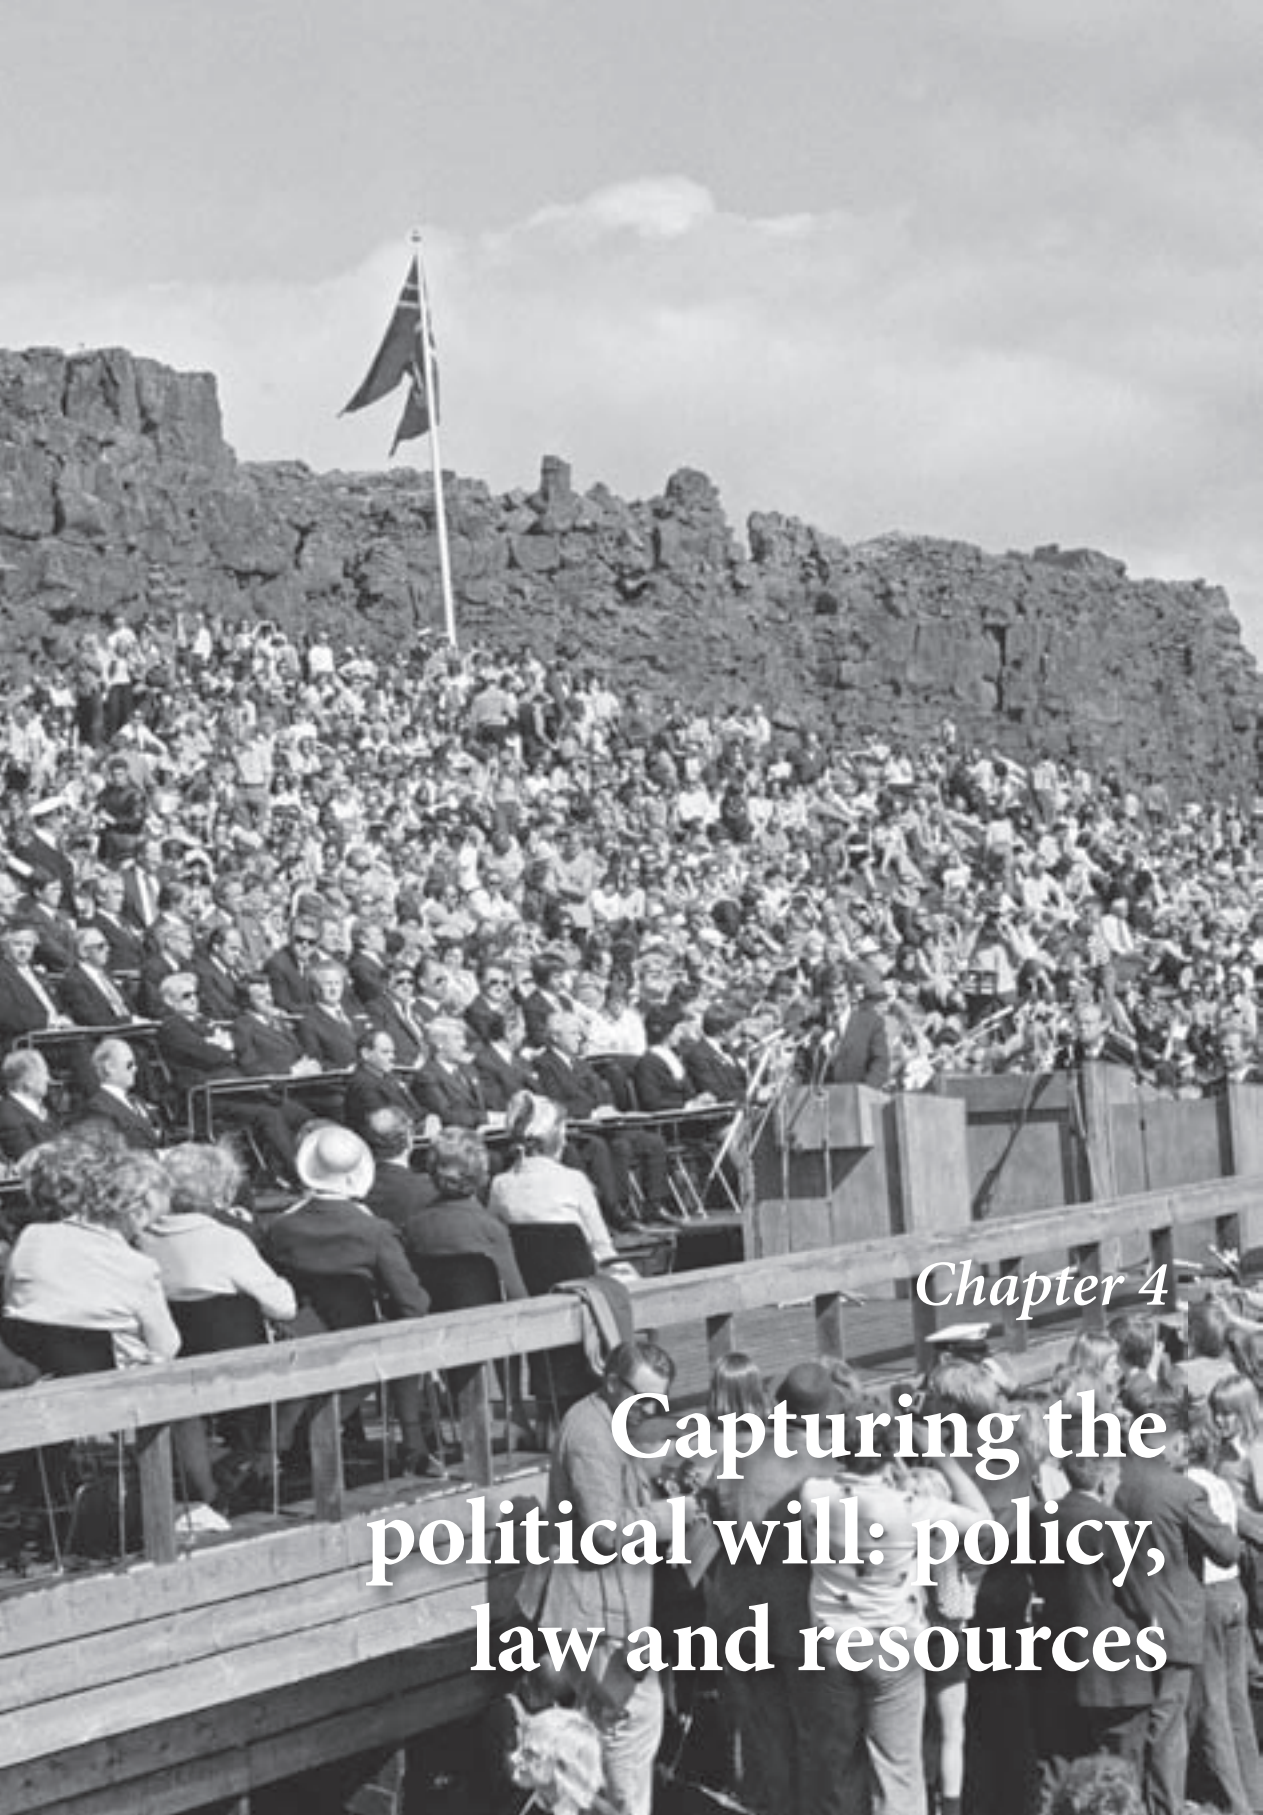 Chapter 4
Capturing the
political will: policy,
law and resources